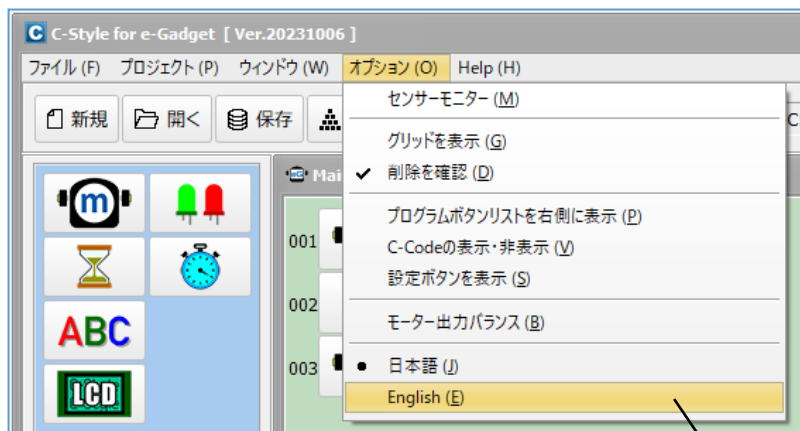 C C-Style for e-Gadget [ Ver.20231006 ]
ファイル (F) プロジェクト (P) ウィンドウ (W) オプション (O) Help (H)
新規 開く 保存
センサーモニター (M)
グリッドを表示 (G)
削除を確認 (D)
プログラムボタンリストを右側に表示 (P)
C-Codeの表示・非表示 (V)
設定ボタンを表示 (S)
モーター出力バランス (B)
日本語 (J)
English (E)
m
ABC
LCD
001
002
003